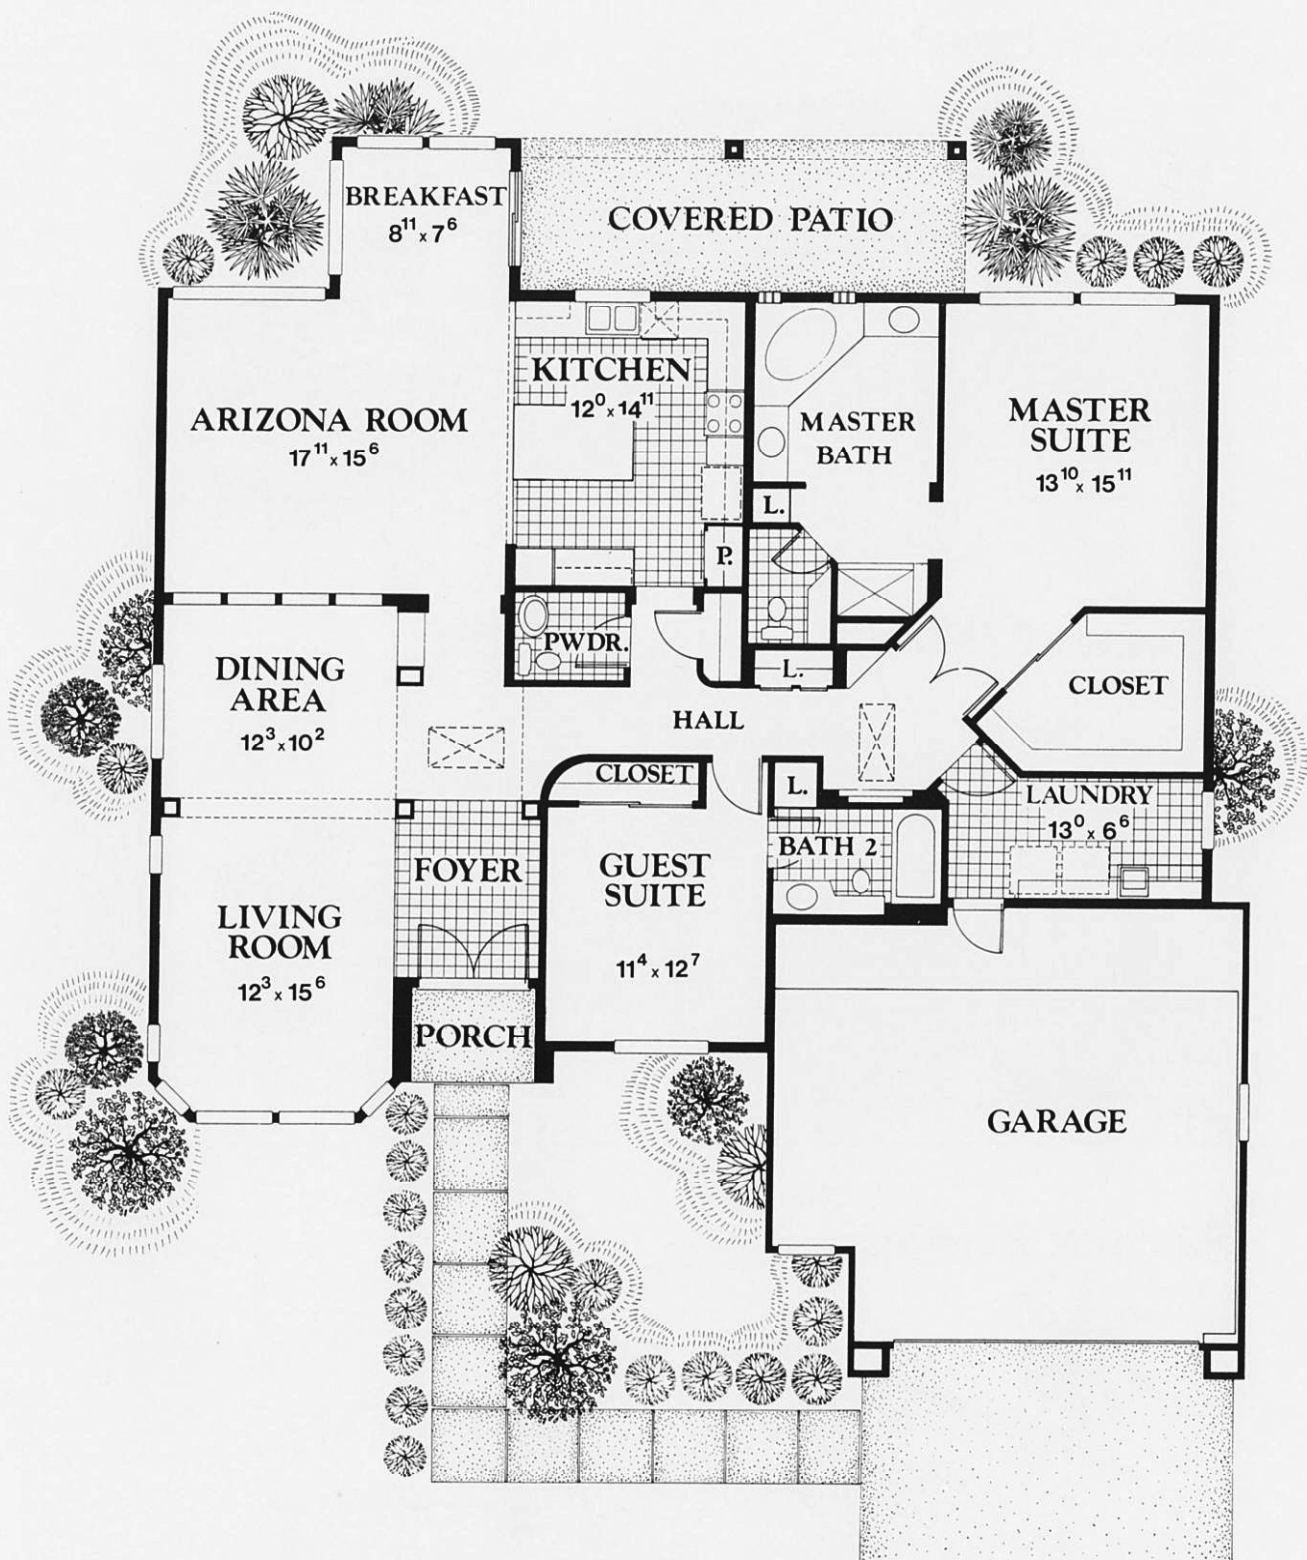 BREAKFAST
8¹¹ x 7⁶
COVERED PATIO
KITCHEN
12⁰ x 14¹¹
ARIZONA ROOM
17¹¹ x 15⁶
MASTER
BATH
MASTER
SUITE
13¹⁰ x 15¹¹
L.
P.
PWDR.
L.
DINING
AREA
12³ x 10²
HALL
CLOSET
CLOSET
L.
LAUNDRY
13⁰ x 6⁶
BATH 2
FOYER
GUEST
SUITE
11⁴ x 12⁷
LIVING
ROOM
12³ x 15⁶
PORCH
GARAGE